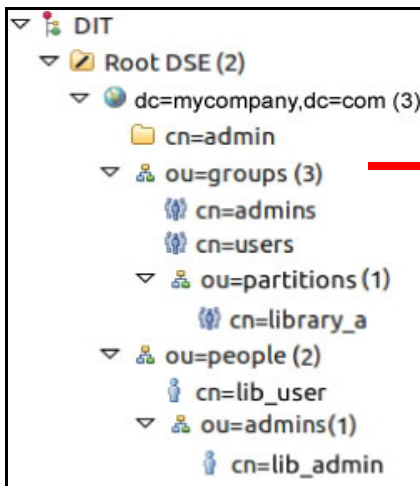 DIT
Root DSE (2)
dc=mycompany,dc=com (3)
cn=admin
ou=groups (3)
cn=admins
cn=users
ou=partitions (1)
cn=library_a
ou=people (2)
cn=lib_user
ou=admins(1)
cn=lib_admin